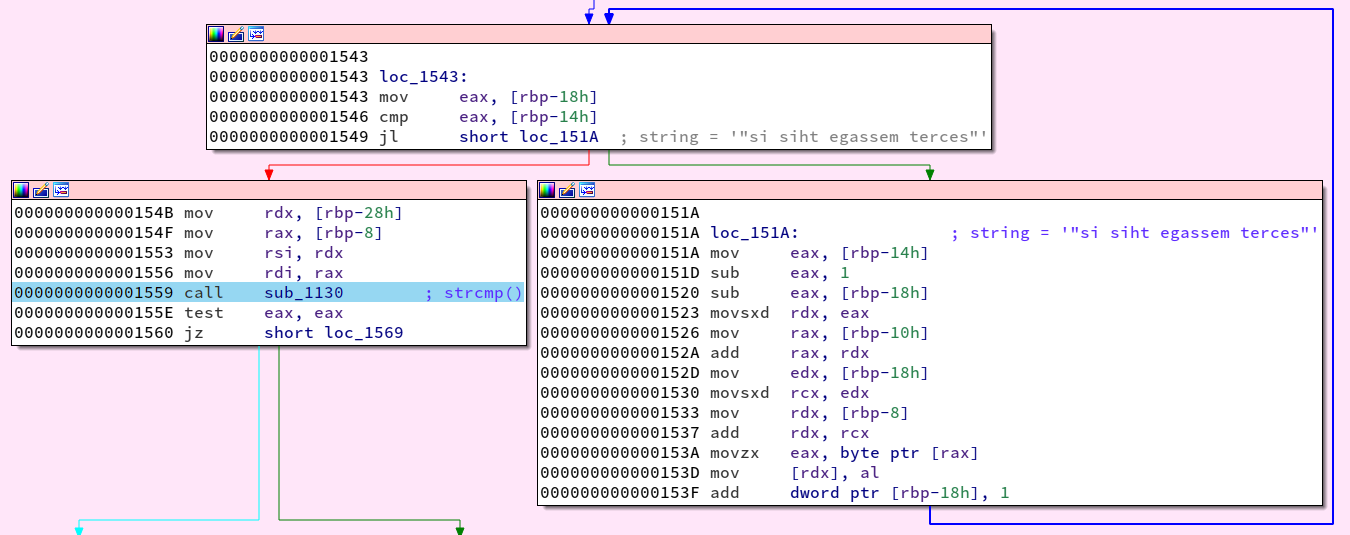 0000000000001543
0000000000001543 loc_1543:
0000000000001543 mov     eax, [rbp-18h]
0000000000001546 cmp     eax, [rbp-14h]
0000000000001549 jl      short loc_151A  ; string = '"si siht egassem terces"'
000000000000154B mov     rdx, [rbp-28h]
000000000000154F mov     rax, [rbp-8]
0000000000001553 mov     rsi, rdx
0000000000001556 mov     rdi, rax
0000000000001559 call    sub_1130        ; strcmp()
000000000000155E test    eax, eax
0000000000001560 jz      short loc_1569
000000000000151A
000000000000151A loc_151A:               ; string = '"si siht egassem terces"'
000000000000151A mov     eax, [rbp-14h]
000000000000151D sub     eax, 1
0000000000001520 sub     eax, [rbp-18h]
0000000000001523 movsxd  rdx, eax
0000000000001526 mov     rax, [rbp-10h]
000000000000152A add     rax, rdx
000000000000152D mov     edx, [rbp-18h]
0000000000001530 movsxd  rcx, edx
0000000000001533 mov     rdx, [rbp-8]
0000000000001537 add     rdx, rcx
000000000000153A movzx   eax, byte ptr [rax]
000000000000153D mov     [rdx], al
000000000000153F add     dword ptr [rbp-18h], 1